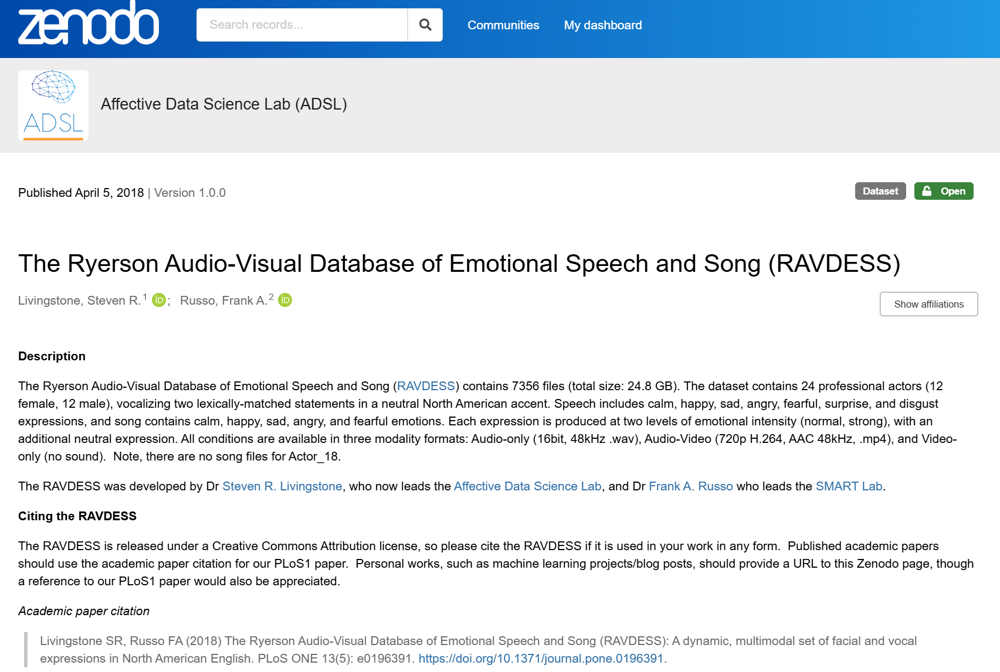 zenodo
Search records...
Communities
My dashboard
ADSL
Affective Data Science Lab (ADSL)
Published April 5, 2018 | Version 1.0.0
Dataset
Open
The Ryerson Audio-Visual Database of Emotional Speech and Song (RAVDESS)
Livingstone, Steven R.1 iD; Russo, Frank A.2 iD
Show affiliations
Description
The Ryerson Audio-Visual Database of Emotional Speech and Song (RAVDESS) contains 7356 files (total size: 24.8 GB). The dataset contains 24 professional actors (12
female, 12 male), vocalizing two lexically-matched statements in a neutral North American accent. Speech includes calm, happy, sad, angry, fearful, surprise, and disgust
expressions, and song contains calm, happy, sad, angry, and fearful emotions. Each expression is produced at two levels of emotional intensity (normal, strong), with an
additional neutral expression. All conditions are available in three modality formats: Audio-only (16bit, 48kHz .wav), Audio-Video (720p H.264, AAC 48kHz, .mp4), and Video-
only (no sound).  Note, there are no song files for Actor_18.
The RAVDESS was developed by Dr Steven R. Livingstone, who now leads the Affective Data Science Lab, and Dr Frank A. Russo who leads the SMART Lab.
Citing the RAVDESS
The RAVDESS is released under a Creative Commons Attribution license, so please cite the RAVDESS if it is used in your work in any form.  Published academic papers
should use the academic paper citation for our PLoS1 paper.  Personal works, such as machine learning projects/blog posts, should provide a URL to this Zenodo page, though
a reference to our PLoS1 paper would also be appreciated.
Academic paper citation
Livingstone SR, Russo FA (2018) The Ryerson Audio-Visual Database of Emotional Speech and Song (RAVDESS): A dynamic, multimodal set of facial and vocal
expressions in North American English. PLoS ONE 13(5): e0196391. https://doi.org/10.1371/journal.pone.0196391.